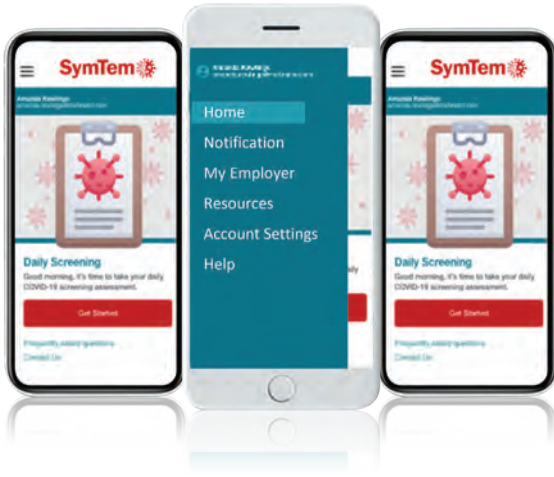 SymTem
Amanda Rawlings
Daily Screening
Good morning, it's time to take your daily
COVID-19 screening assessment.
Get Started
Frequently asked questions
Contact Us
Amanda Rawlings
Home
Notification
My Employer
Resources
Account Settings
Help
SymTem
Amanda Rawlings
Daily Screening
Good morning, it's time to take your daily
COVID-19 screening assessment.
Get Started
Frequently asked questions
Contact Us